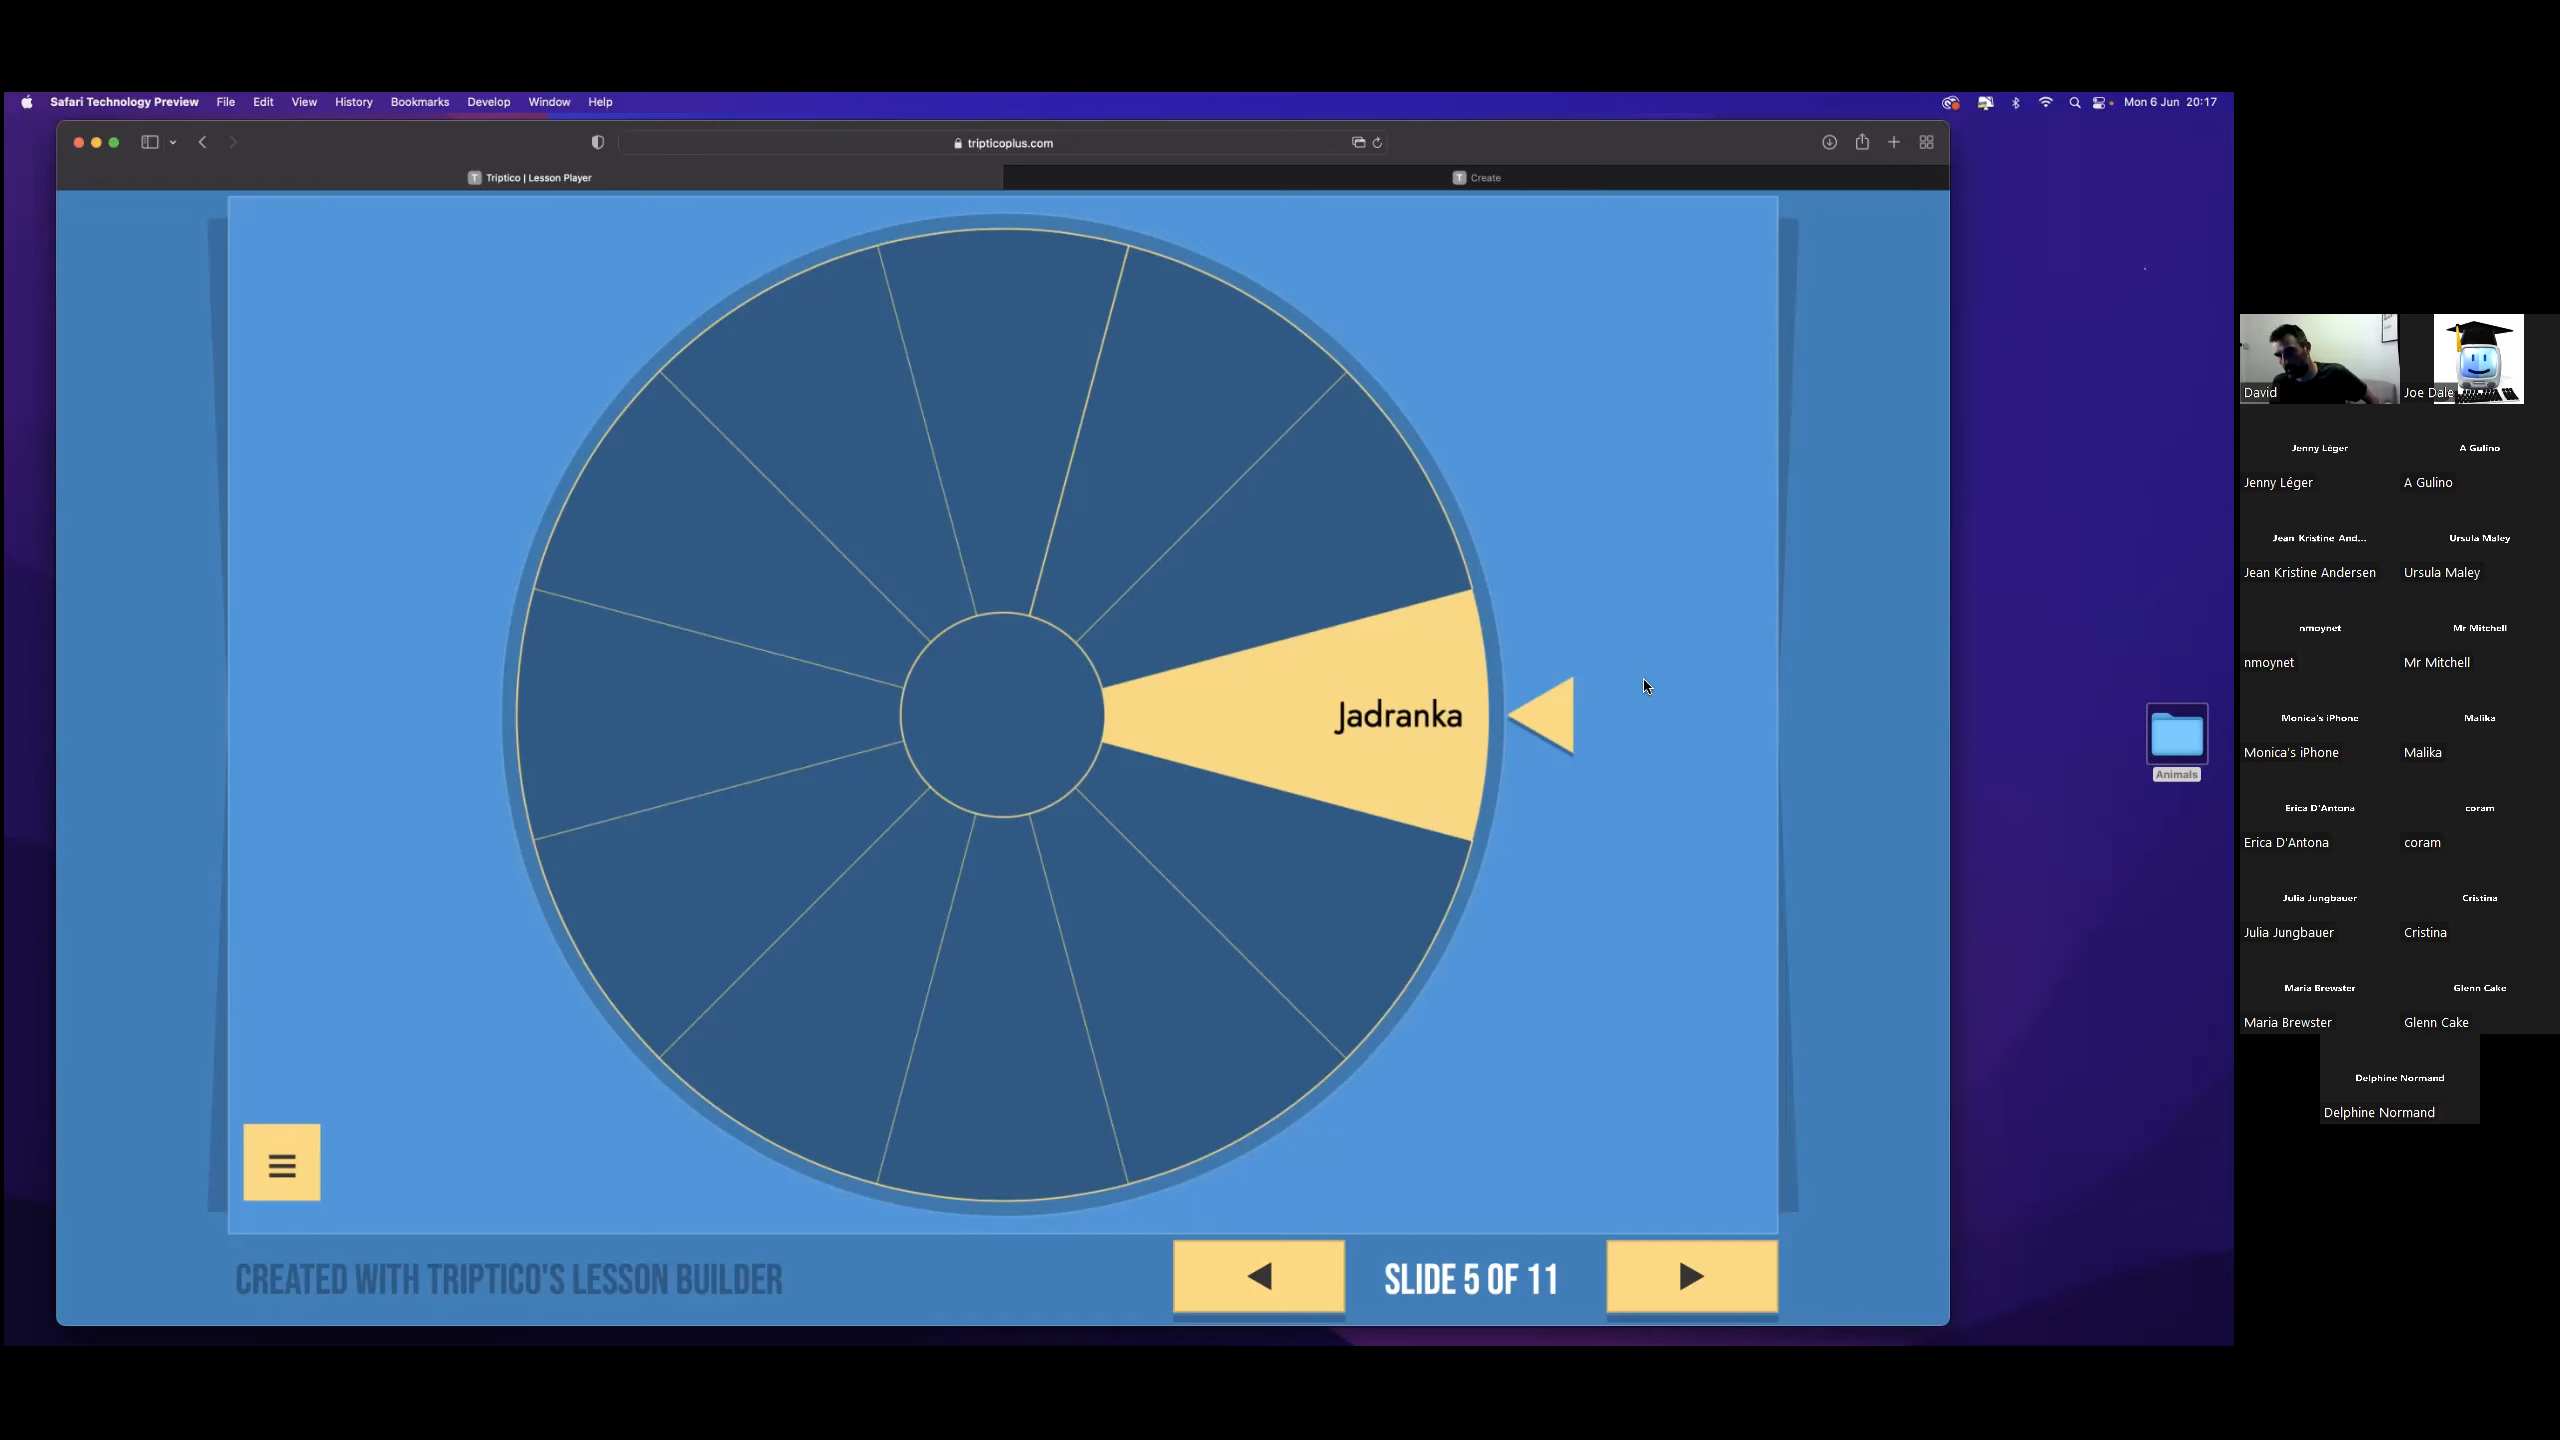 Safari Technology Preview File Edit View History Bookmarks Develop Window Help Mon 6 Jun 20:17
tripticoplus.com
T Triptico | Lesson Player T Create
Jadranka
CREATED WITH TRIPTICO'S LESSON BUILDER
SLIDE 5 OF 11
Animals
David Joe Dale
Jenny Léger A Gulino
Jenny Léger A Gulino
Jean Kristine And... Ursula Maley
Jean Kristine Andersen Ursula Maley
nmoynet Mr Mitchell
nmoynet Mr Mitchell
Monica's iPhone Malika
Monica's iPhone Malika
Erica D'Antona coram
Erica D'Antona coram
Julia Jungbauer Cristina
Julia Jungbauer Cristina
Maria Brewster Glenn Cake
Maria Brewster Glenn Cake
Delphine Normand
Delphine Normand